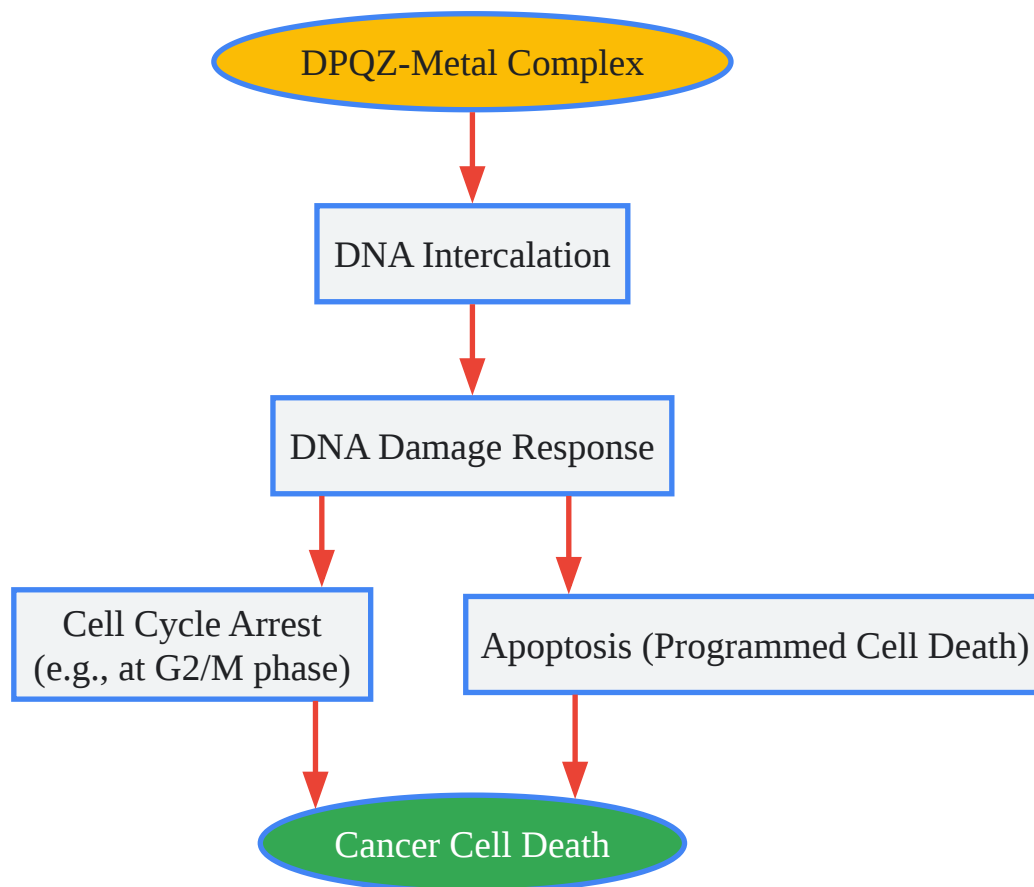 DPQZ-Metal Complex
DNA Intercalation
DNA Damage Response
Cell Cycle Arrest
(e.g., at G2/M phase)
Apoptosis (Programmed Cell Death)
Cancer Cell Death